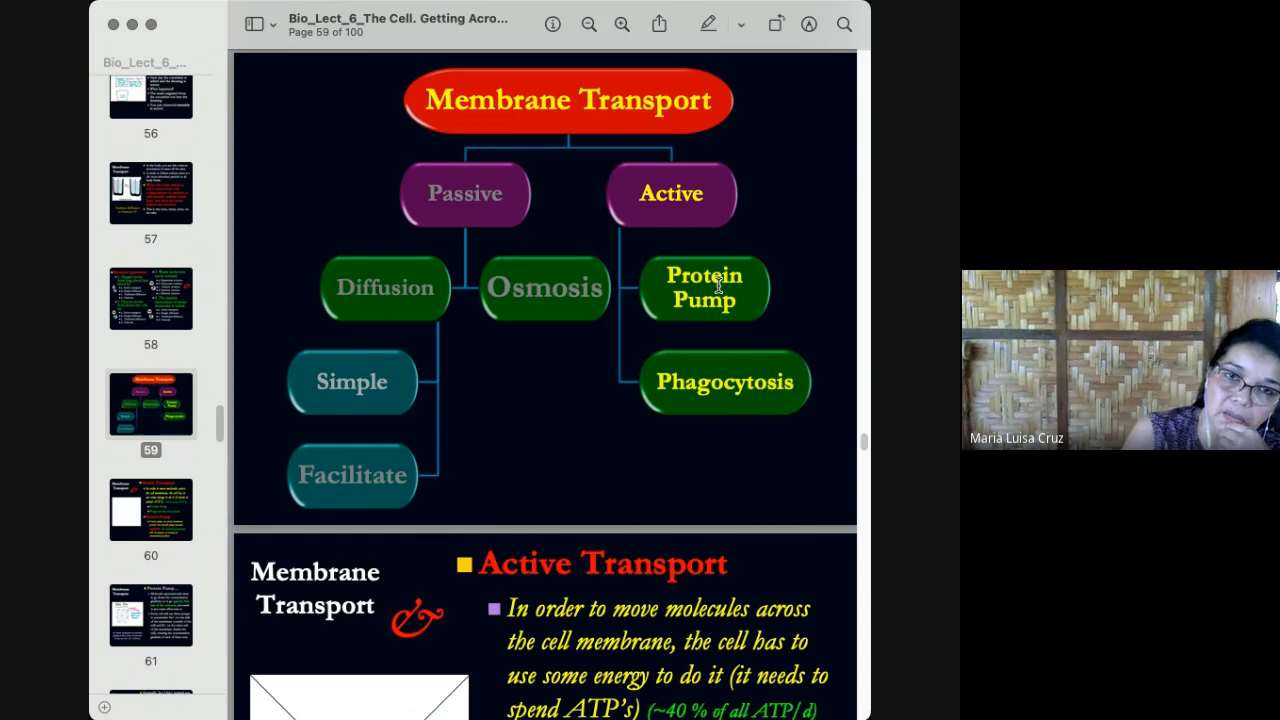 Bio_Lect_6_The Cell. Getting Acro...
Page 59 of 100
Bio_Lect_6_...
56
57
58
59
60
61
Membrane Transport
Passive
Active
Diffusion
Osmosis
Protein
Pump
Simple
Phagocytosis
Facilitate
Membrane
Transport
&
Active Transport
In order to move molecules across
the cell membrane, the cell has to
use some energy to do it (it needs to
spend ATP's) (~40 % of all ATP/d)
Maria Luisa Cruz